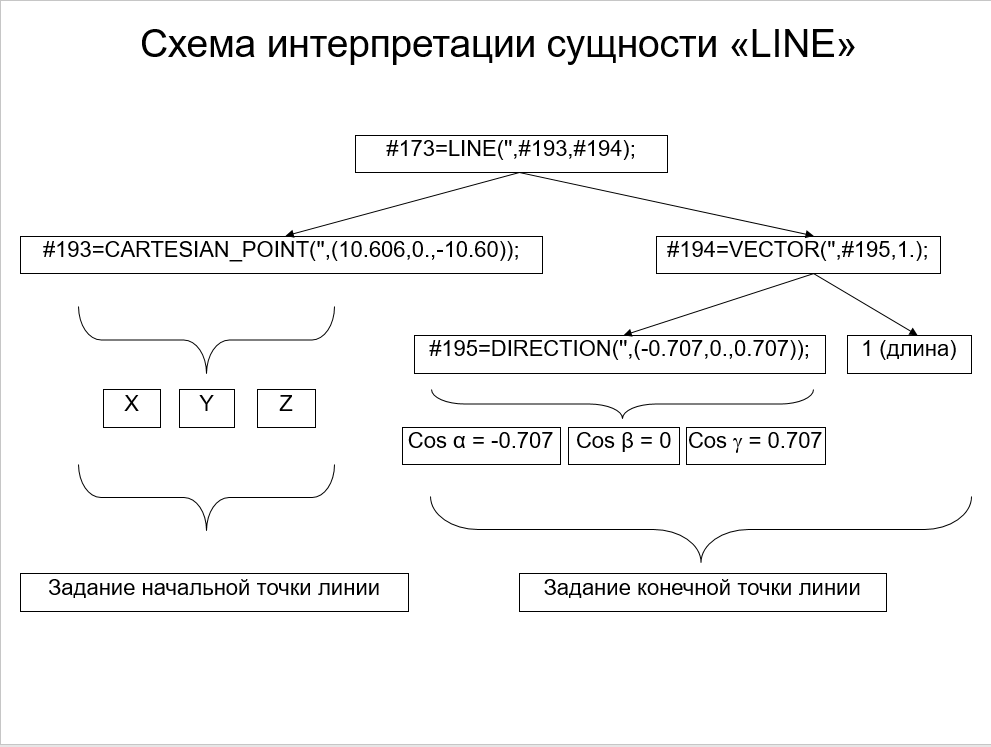 Схема интерпретации сущности «LINE»
#173=LINE('',#193,#194);
#193=CARTESIAN_POINT('',(10.606,0.,-10.60));
#194=VECTOR('',#195,1.);
#195=DIRECTION('',(-0.707,0.,0.707));
1 (длина)
X
Y
Z
Cos α = -0.707
Cos β = 0
Cos γ = 0.707
Задание начальной точки линии
Задание конечной точки линии